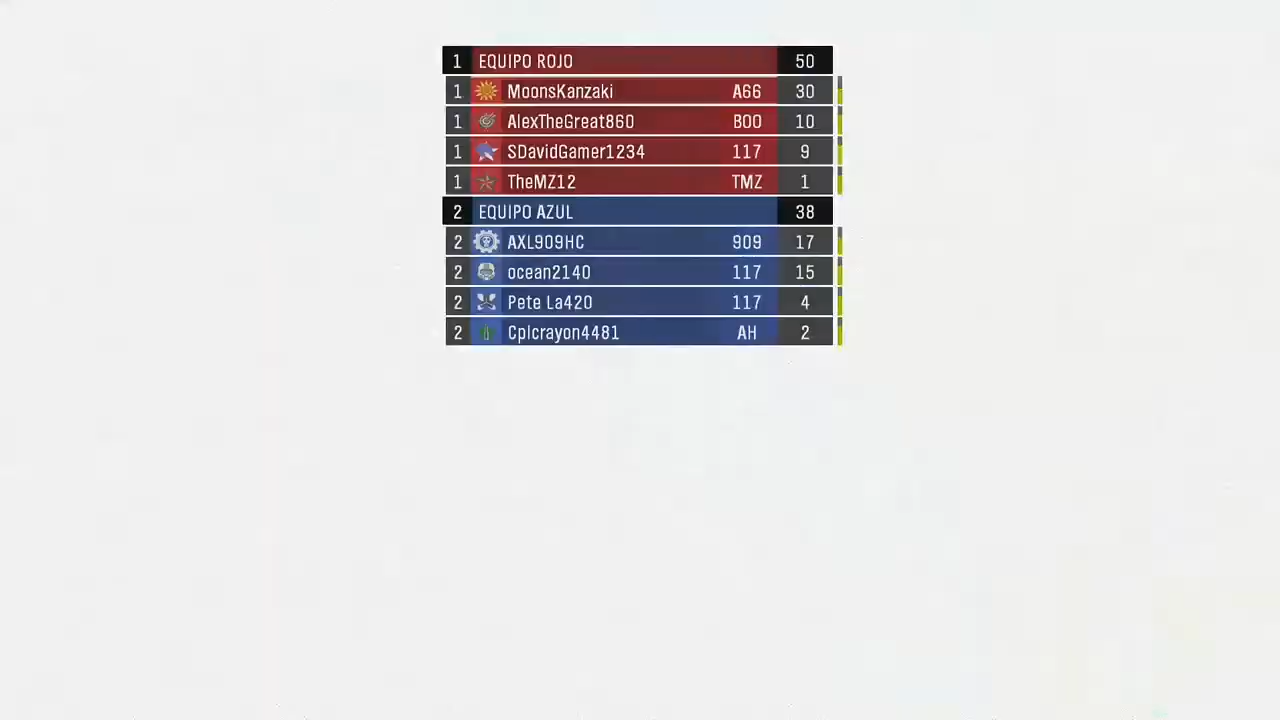 1 EQUIPO ROJO 50
1 MoonsKanzaki A66 30
1 AlexTheGreat860 BOO 10
1 SDavidGamer1234 117 9
1 TheMZ12 TMZ 1
2 EQUIPO AZUL 38
2 AXL909HC 909 17
2 ocean2140 117 15
2 Pete La420 117 4
2 Cplcrayon4481 AH 2